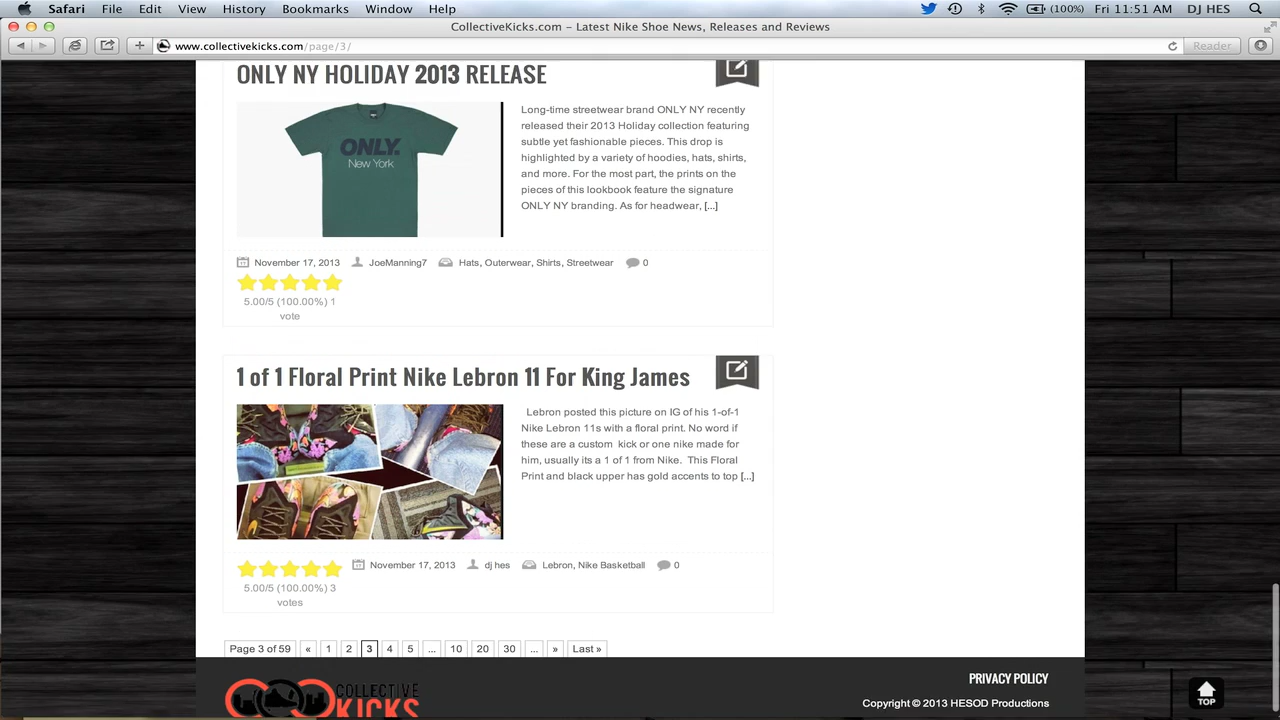 Safari File Edit View History Bookmarks Window Help (100%) Fri 11:51 AM DJ HES
CollectiveKicks.com – Latest Nike Shoe News, Releases and Reviews
www.collectivekicks.com/page/3/ Reader
ONLY NY HOLIDAY 2013 RELEASE
ONLY.
New York
Long-time streetwear brand ONLY NY recently
released their 2013 Holiday collection featuring
subtle yet fashionable pieces. This drop is
highlighted by a variety of hoodies, hats, shirts,
and more. For the most part, the prints on the
pieces of this lookbook feature the signature
ONLY NY branding. As for headwear, [...]
November 17, 2013 JoeManning7 Hats, Outerwear, Shirts, Streetwear 0
5.00/5 (100.00%) 1
vote
1 of 1 Floral Print Nike Lebron 11 For King James
Lebron posted this picture on IG of his 1-of-1
Nike Lebron 11s with a floral print. No word if
these are a custom kick or one nike made for
him, usually its a 1 of 1 from Nike. This Floral
Print and black upper has gold accents to top [...]
November 17, 2013 dj hes Lebron, Nike Basketball 0
5.00/5 (100.00%) 3
votes
Page 3 of 59 « 1 2 3 4 5 ... 10 20 30 ... » Last »
COLLECTIVE
KICKS
PRIVACY POLICY
Copyright © 2013 HESOD Productions
TOP